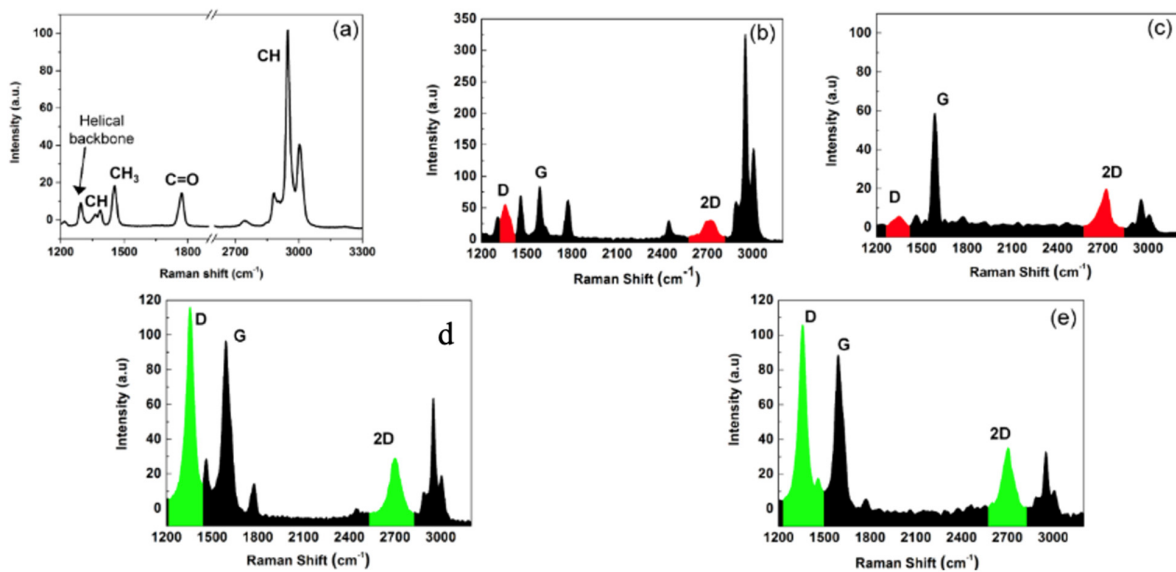 (a)
Intensity (a.u.)
100
80
60
40
20
0
Helical
backbone
CH
CH3
C=O
CH
1200 1500 2700 3000 3300
Raman shift (cm-1)
(b)
Intensity (a.u)
350
300
250
200
150
100
50
0
D
G
2D
1200 1500 1800 2100 2400 2700 3000
Raman Shift (cm-1)
(c)
Intensity (a.u)
100
80
60
40
20
0
D
G
2D
1200 1500 1800 2100 2400 2700 3000
Raman Shift (cm-1)
d
Intensity (a.u)
120
100
80
60
40
20
0
D
G
2D
1200 1500 1800 2100 2400 2700 3000
Raman Shift (cm-1)
(e)
Intensity (a.u)
120
100
80
60
40
20
0
D
G
2D
1200 1500 1800 2100 2400 2700 3000
Raman Shift (cm-1)